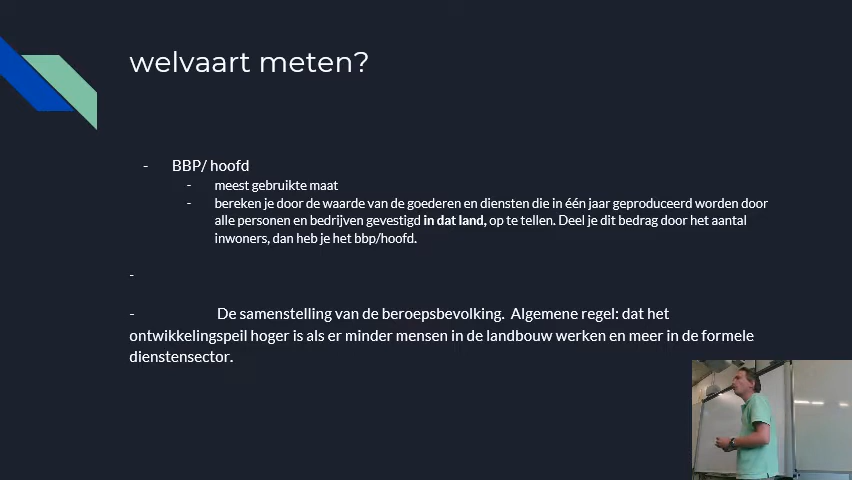 welvaart meten?
- BBP/ hoofd
- meest gebruikte maat
- bereken je door de waarde van de goederen en diensten die in één jaar geproduceerd worden door
alle personen en bedrijven gevestigd in dat land, op te tellen. Deel je dit bedrag door het aantal
inwoners, dan heb je het bbp/hoofd.
-
- De samenstelling van de beroepsbevolking. Algemene regel: dat het
ontwikkelingspeil hoger is als er minder mensen in de landbouw werken en meer in de formele
dienstensector.